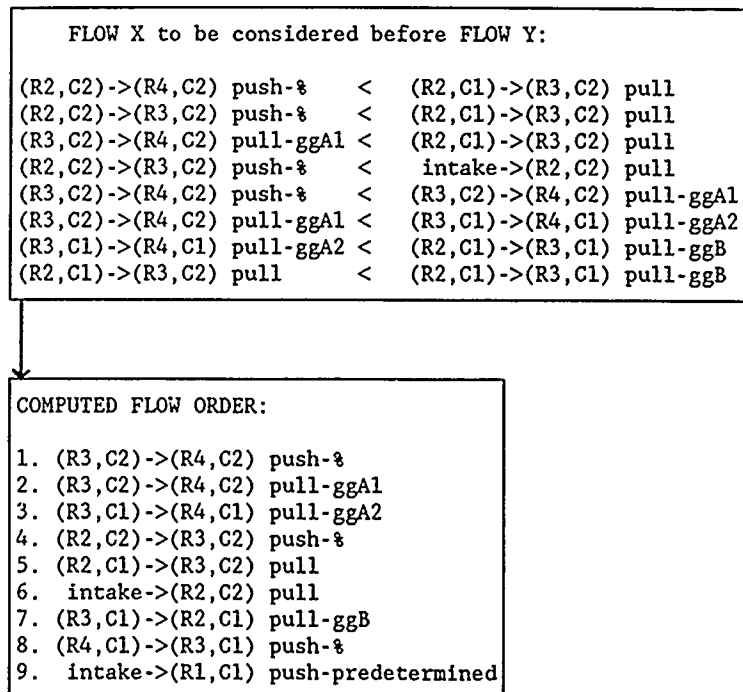 FLOW X to be considered before FLOW Y:
(R2,C2)->(R4,C2) push-% < (R2,C1)->(R3,C2) pull
(R2,C2)->(R3,C2) push-% < (R2,C1)->(R3,C2) pull
(R3,C2)->(R4,C2) pull-ggA1 < (R2,C1)->(R3,C2) pull
(R2,C2)->(R3,C2) push-% < intake->(R2,C2) pull
(R3,C2)->(R4,C2) push-% < (R3,C2)->(R4,C2) pull-ggA1
(R3,C2)->(R4,C2) pull-ggA1 < (R3,C1)->(R4,C1) pull-ggA2
(R3,C1)->(R4,C1) pull-ggA2 < (R2,C1)->(R3,C1) pull-ggB
(R2,C1)->(R3,C2) pull < (R2,C1)->(R3,C1) pull-ggB
COMPUTED FLOW ORDER:
1. (R3,C2)->(R4,C2) push-%
2. (R3,C2)->(R4,C2) pull-ggA1
3. (R3,C1)->(R4,C1) pull-ggA2
4. (R2,C2)->(R3,C2) push-%
5. (R2,C1)->(R3,C2) pull
6. intake->(R2,C2) pull
7. (R3,C1)->(R2,C1) pull-ggB
8. (R4,C1)->(R3,C1) push-%
9. intake->(R1,C1) push-predetermined